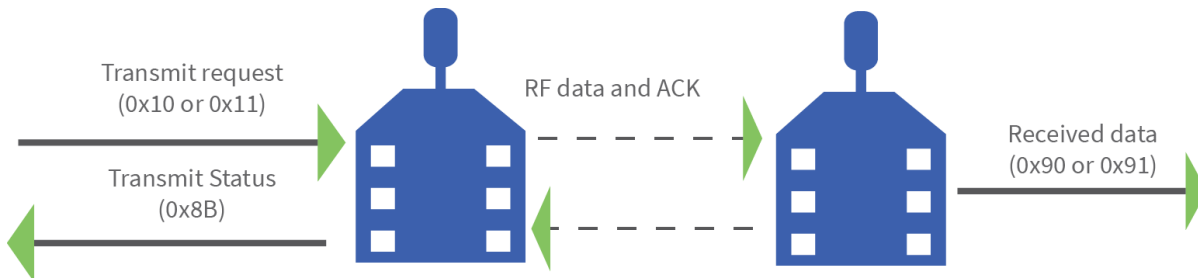 Transmit request
(0x10 or 0x11)
Transmit Status
(0x8B)
RF data and ACK
Received data
(0x90 or 0x91)